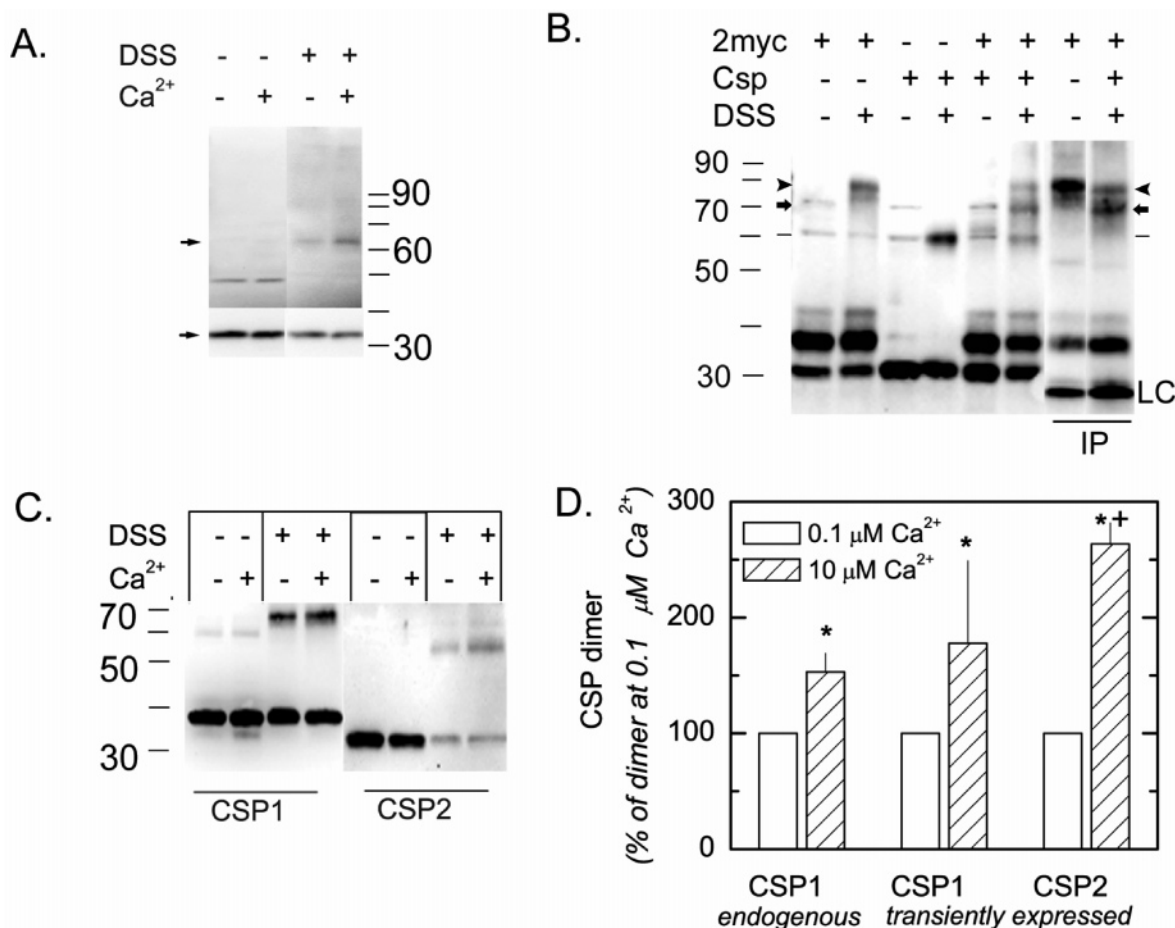 A.
DSS - - + +
Ca2+ - + - +
90
60
30
B.
2myc + + - - + + + +
Csp - - + + + + - +
DSS - + - + - + - +
90
70
50
30
LC
IP
C.
DSS - - + + - - + +
Ca2+ - + - + - + - +
70
50
30
CSP1 CSP2
D.
CSP dimer
(% of dimer at 0.1 μM Ca2+)
300
200
100
0
0.1 μM Ca2+
10 μM Ca2+
* * *+
CSP1 CSP1 CSP2
endogenous transiently expressed